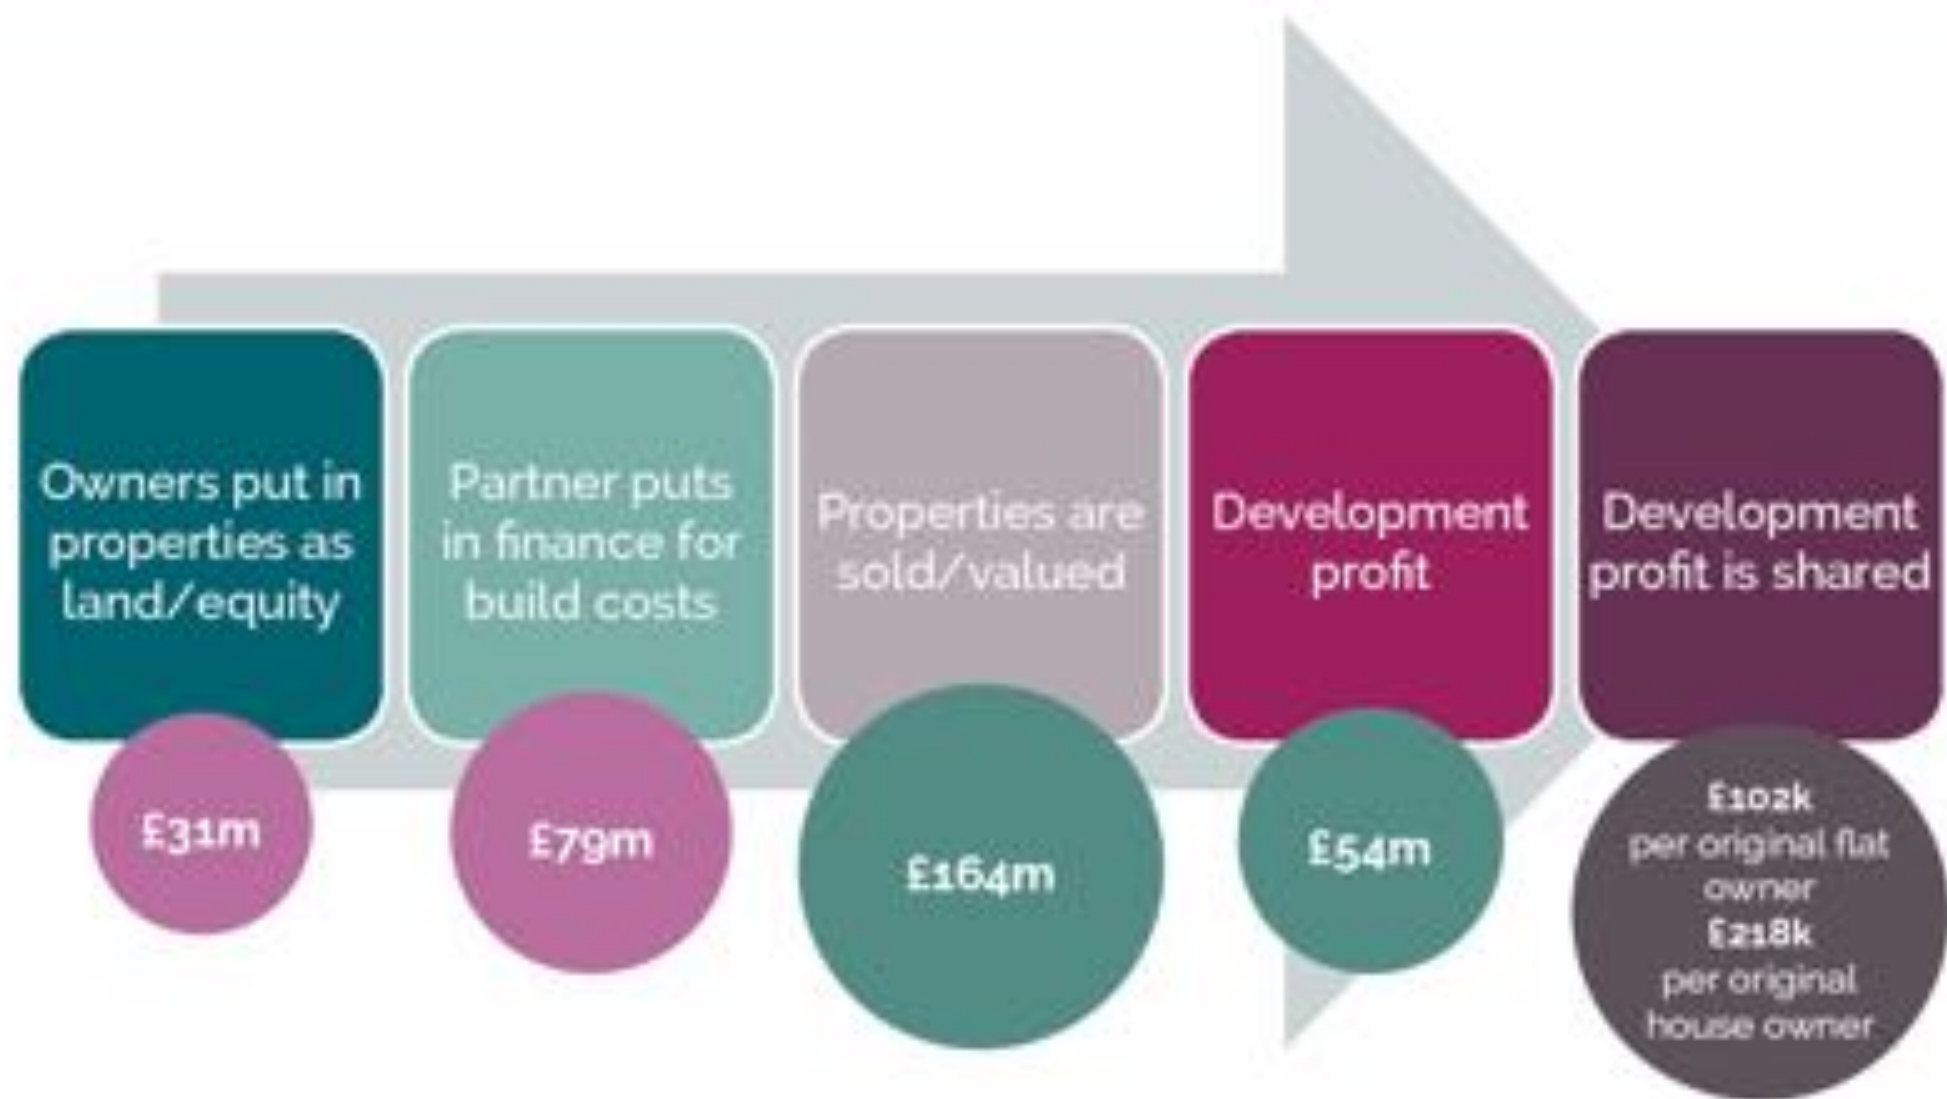 Owners put in
properties as
land/equity
£31m
Partner puts
in finance for
build costs
£79m
Properties are
sold/valued
£164m
Development
profit
£54m
Development
profit is shared
£102k
per original flat
owner
£218k
per original
house owner